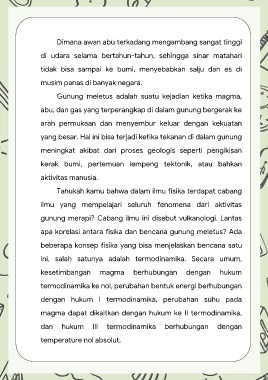 Dimana awan abu terkadang mengambang sangat tinggi
di udara selama bertahun-tahun, sehingga sinar matahari
tidak bisa sampai ke bumi, menyebabkan salju dan es di
musim panas di banyak negara.
Gunung meletus adalah suatu kejadian ketika magma,
abu, dan gas yang terperangkap di dalam gunung bergerak ke
arah permukaan dan menyembur keluar dengan kekuatan
yang besar. Hal ini bisa terjadi ketika tekanan di dalam gunung
meningkat akibat dari proses geologis seperti pengikisan
kerak bumi, pertemuan lempeng tektonik, atau bahkan
aktivitas manusia.
Tahukah kamu bahwa dalam ilmu fisika terdapat cabang
ilmu yang mempelajari seluruh fenomena dari aktivitas
gunung merapi? Cabang ilmu ini disebut vulkanologi. Lantas
apa korelasi antara fisika dan bencana gunung meletus? Ada
beberapa konsep fisika yang bisa menjelaskan bencana satu
ini, salah satunya adalah termodinamika. Secara umum,
kesetimbangan magma berhubungan dengan hukum
termodinamika ke nol, perubahan bentuk energi berhubungan
dengan hukum I termodinamika, perubahan suhu pada
magma dapat dikaitkan dengan hukum ke II termodinamika,
dan hukum III termodinamika berhubungan dengan
temperature nol absolut.